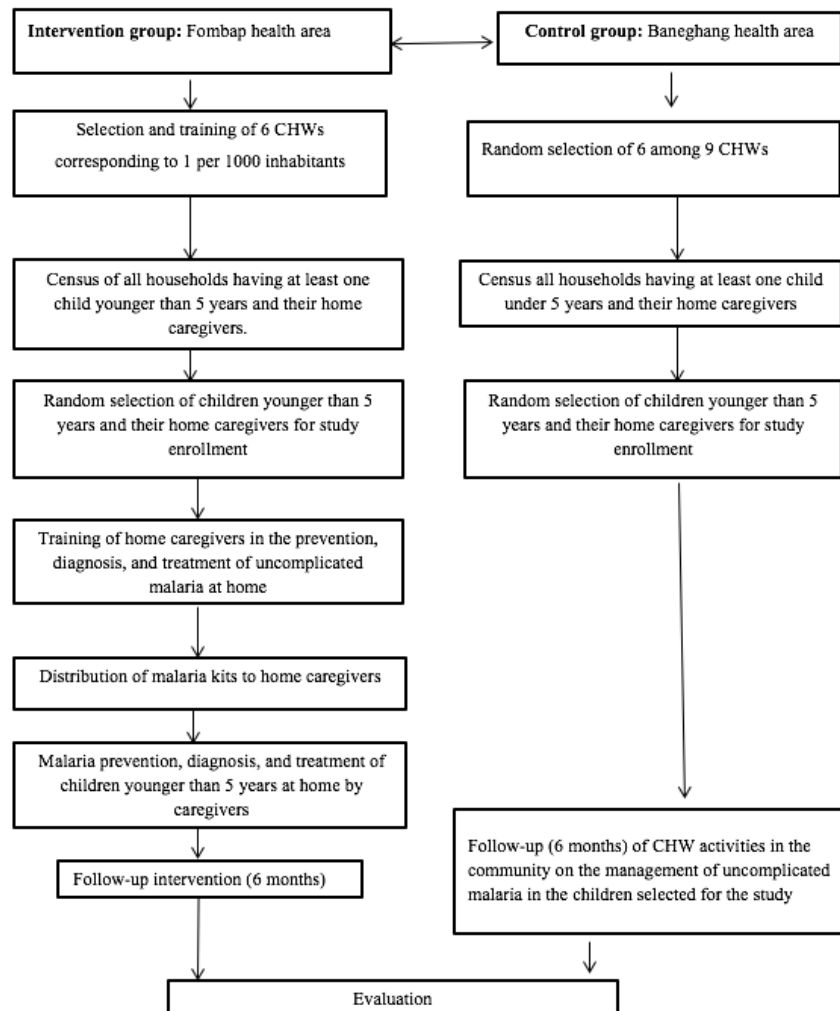 Intervention group: Fombap health area
Control group: Baneghang health area
Selection and training of 6 CHWs
corresponding to 1 per 1000 inhabitants
Random selection of 6 among 9 CHWs
Census of all households having at least one
child younger than 5 years and their home
caregivers.
Census all households having at least one child
under 5 years and their home caregivers
Random selection of children younger than 5
years and their home caregivers for study
enrollment
Random selection of children younger than 5
years and their home caregivers for study
enrollment
Training of home caregivers in the prevention,
diagnosis, and treatment of uncomplicated
malaria at home
Distribution of malaria kits to home caregivers
Malaria prevention, diagnosis, and treatment of
children younger than 5 years at home by
caregivers
Follow-up intervention (6 months)
Follow-up (6 months) of CHW activities in the
community on the management of uncomplicated
malaria in the children selected for the study
Evaluation